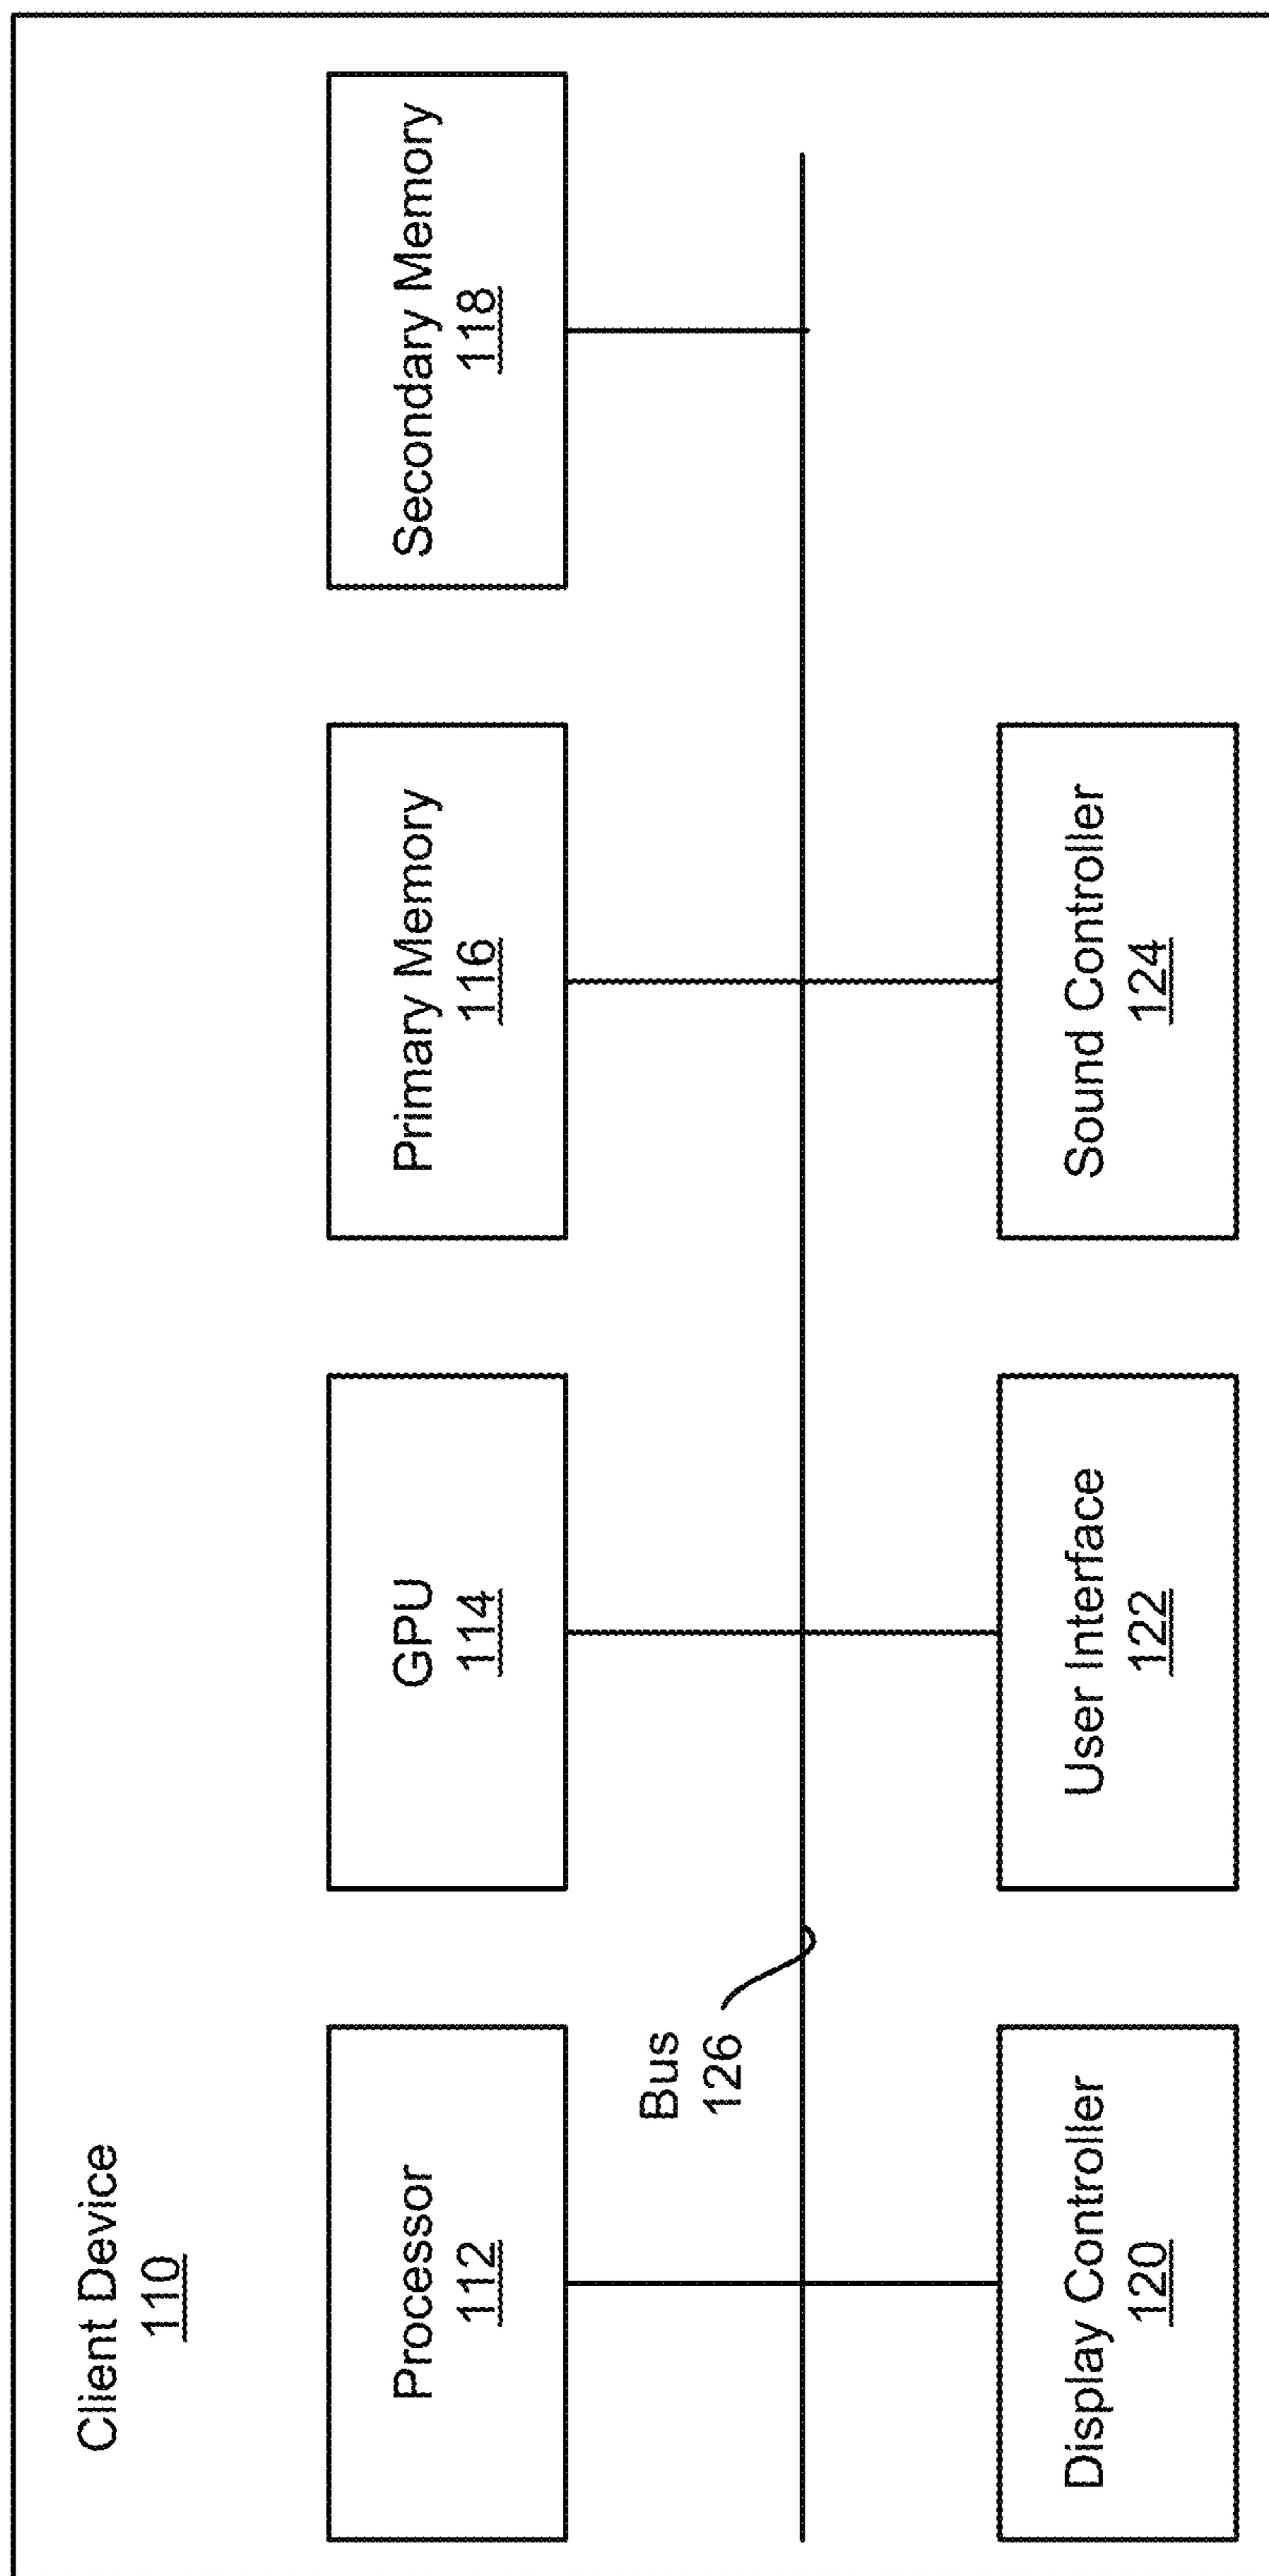 Client Device
110
Processor
112
GPU
114
Primary Memory
116
Secondary Memory
118
Bus
126
Display Controller
120
User Interface
122
Sound Controller
124